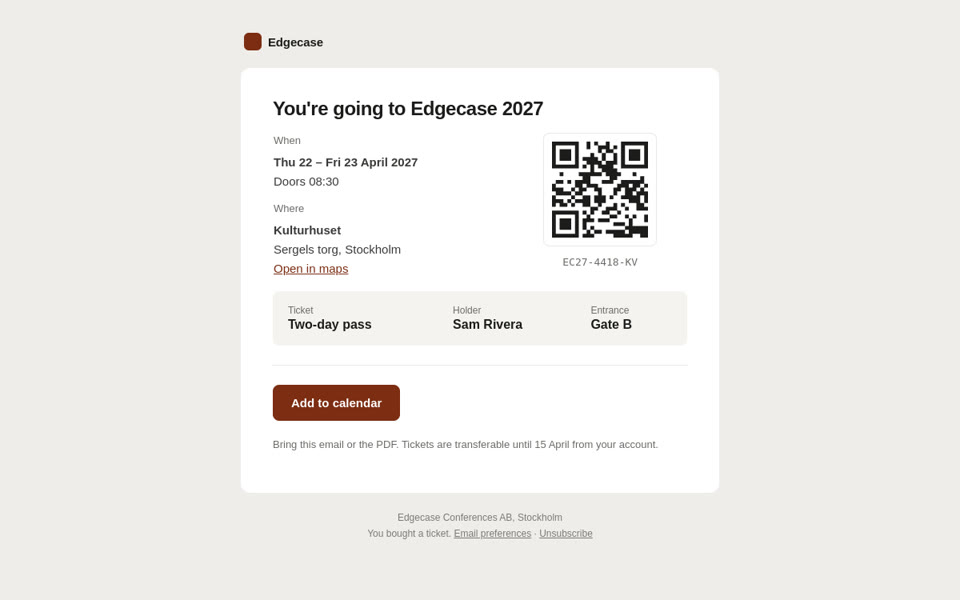 Edgecase
You're going to Edgecase 2027
When
Thu 22 – Fri 23 April 2027
Doors 08:30
Where
Kulturhuset
Sergels torg, Stockholm
Open in maps
EC27-4418-KV
Ticket
Two-day pass
Holder
Sam Rivera
Entrance
Gate B
Add to calendar
Bring this email or the PDF. Tickets are transferable until 15 April from your account.
Edgecase Conferences AB, Stockholm
You bought a ticket. Email preferences · Unsubscribe